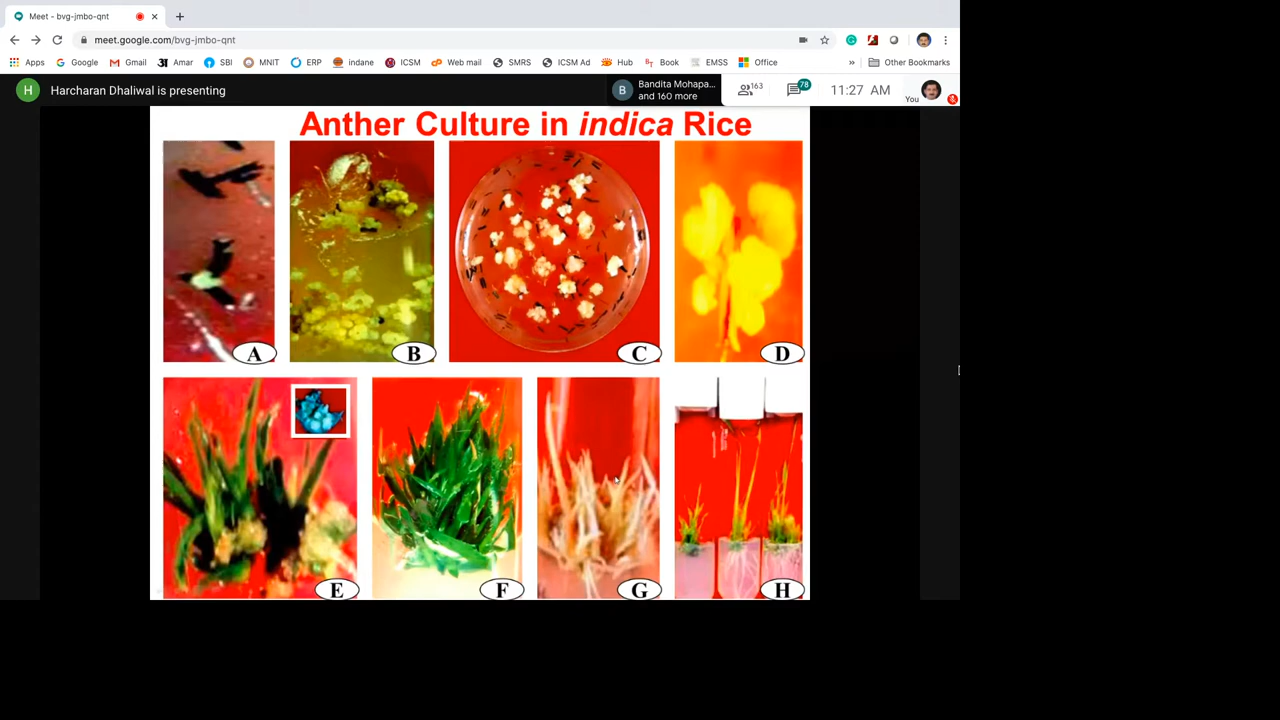 Meet - bvg-jmbo-qnt
meet.google.com/bvg-jmbo-qnt
Apps Google Gmail Amar SBI MNIT ERP indane ICSM Web mail SMRS ICSM Ad Hub Book EMSS Office » Other Bookmarks
H Harcharan Dhaliwal is presenting
B Bandita Mohapa...
and 160 more
163
78
11:27 AM
You
Anther Culture in indica Rice
A
B
C
D
E
F
G
H